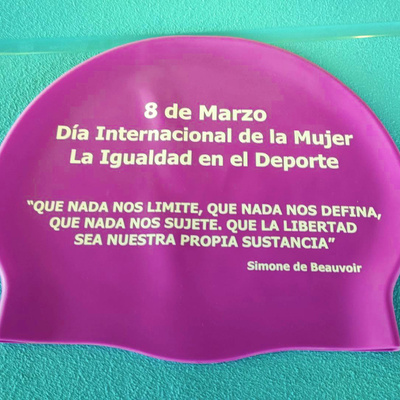 8 de Marzo
Día Internacional de la Mujer
La Igualdad en el Deporte
“QUE NADA NOS LIMITE, QUE NADA NOS DEFINA,
QUE NADA NOS SUJETE. QUE LA LIBERTAD
SEA NUESTRA PROPIA SUSTANCIA”
Simone de Beauvoir